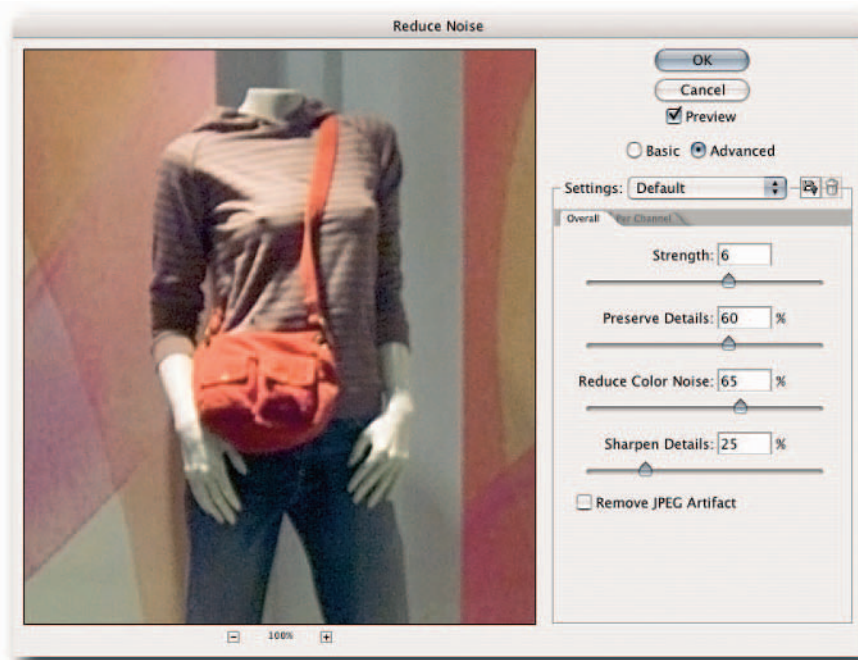 Reduce Noise
OK
Cancel
Preview
Basic Advanced
Settings: Default
Overall Per Channel
Strength: 6
Preserve Details: 60 %
Reduce Color Noise: 65 %
Sharpen Details: 25 %
Remove JPEG Artifact
100%